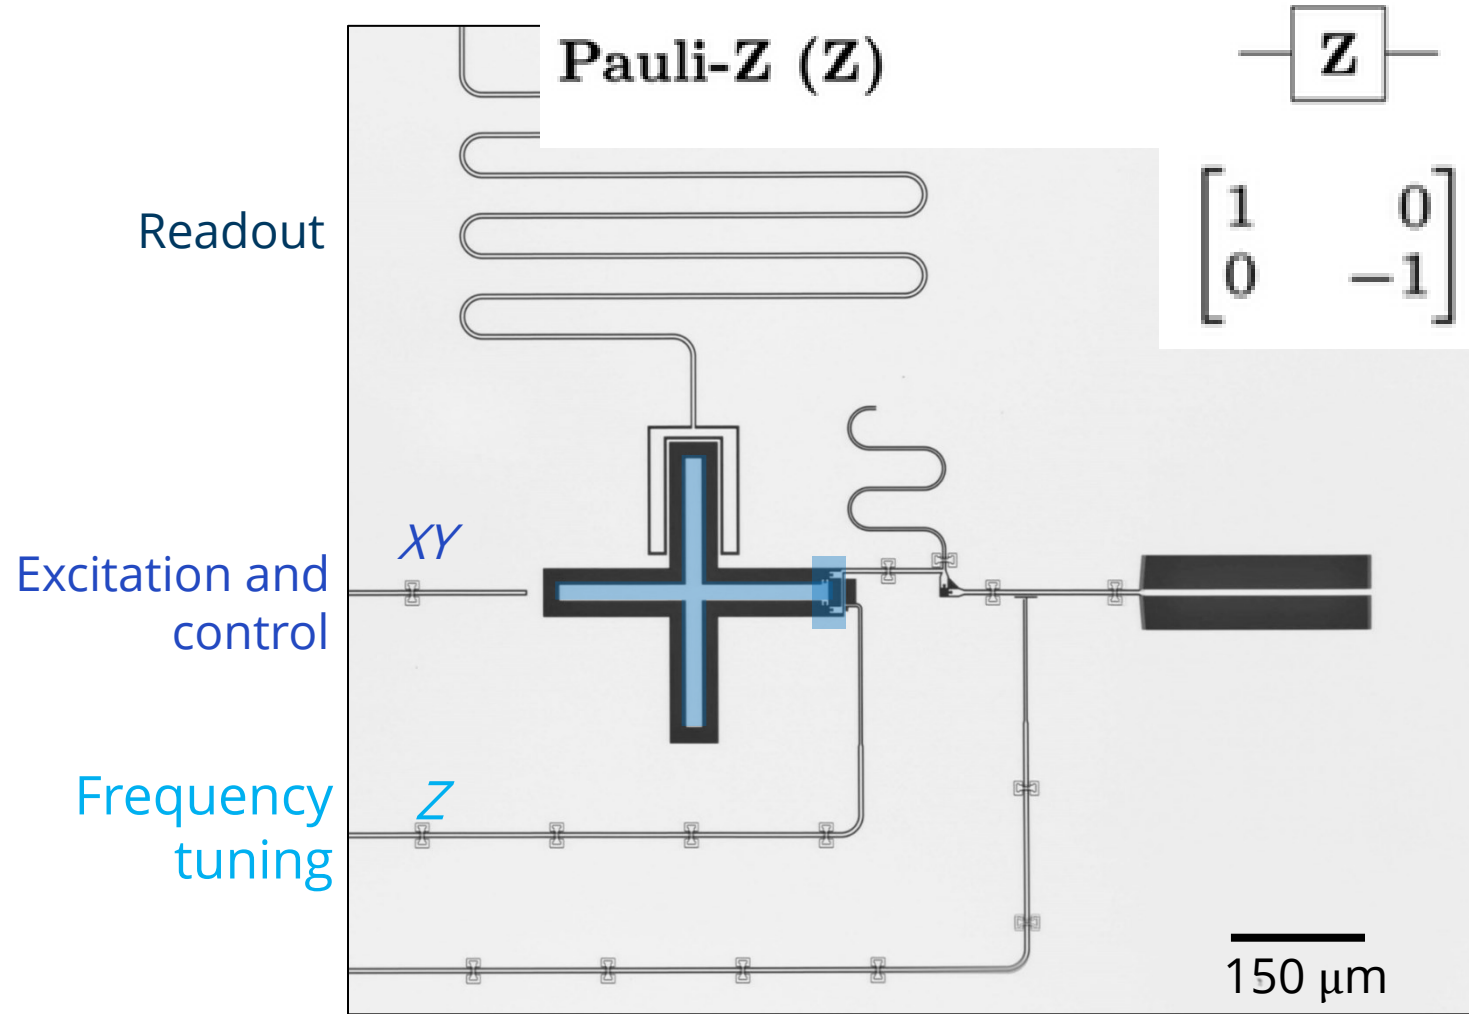 Pauli-Z (Z)
Z
1 0
0 −1
Readout
XY
Excitation and
control
Z
Frequency
tuning
150 μm